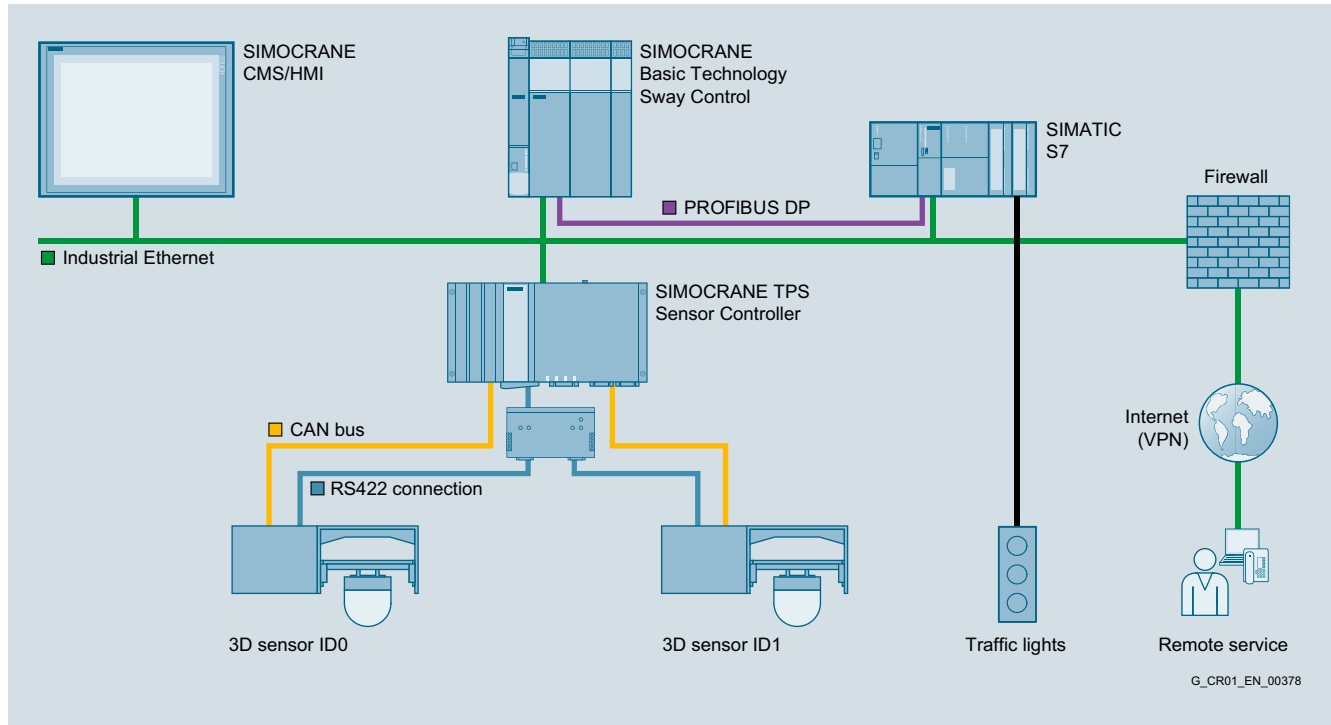 SIMOCRANE
CMS/HMI
SIMOCRANE
Basic Technology
Sway Control
SIMATIC
S7
Firewall
PROFIBUS DP
Industrial Ethernet
SIMOCRANE TPS
Sensor Controller
Internet
(VPN)
CAN bus
RS422 connection
3D sensor ID0
3D sensor ID1
Traffic lights
Remote service
G_CR01_EN_00378